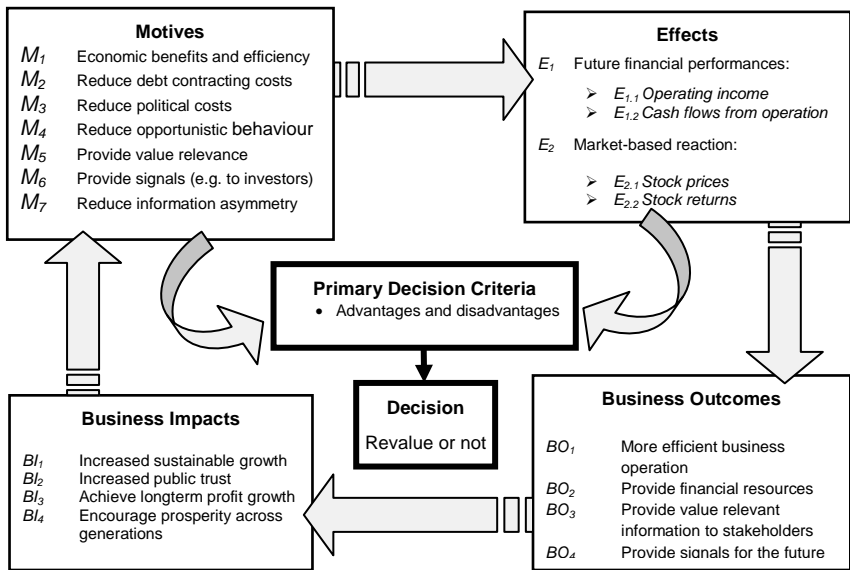 Motives
M1 Economic benefits and efficiency
M2 Reduce debt contracting costs
M3 Reduce political costs
M4 Reduce opportunistic behaviour
M5 Provide value relevance
M6 Provide signals (e.g. to investors)
M7 Reduce information asymmetry
Effects
E1 Future financial performances:
➤ E1.1 Operating income
➤ E1.2 Cash flows from operation
E2 Market-based reaction:
➤ E2.1 Stock prices
➤ E2.2 Stock returns
Primary Decision Criteria
• Advantages and disadvantages
Decision
Revalue or not
Business Impacts
BI1 Increased sustainable growth
BI2 Increased public trust
BI3 Achieve longterm profit growth
BI4 Encourage prosperity across
generations
Business Outcomes
BO1 More efficient business
operation
BO2 Provide financial resources
BO3 Provide value relevant
information to stakeholders
BO4 Provide signals for the future